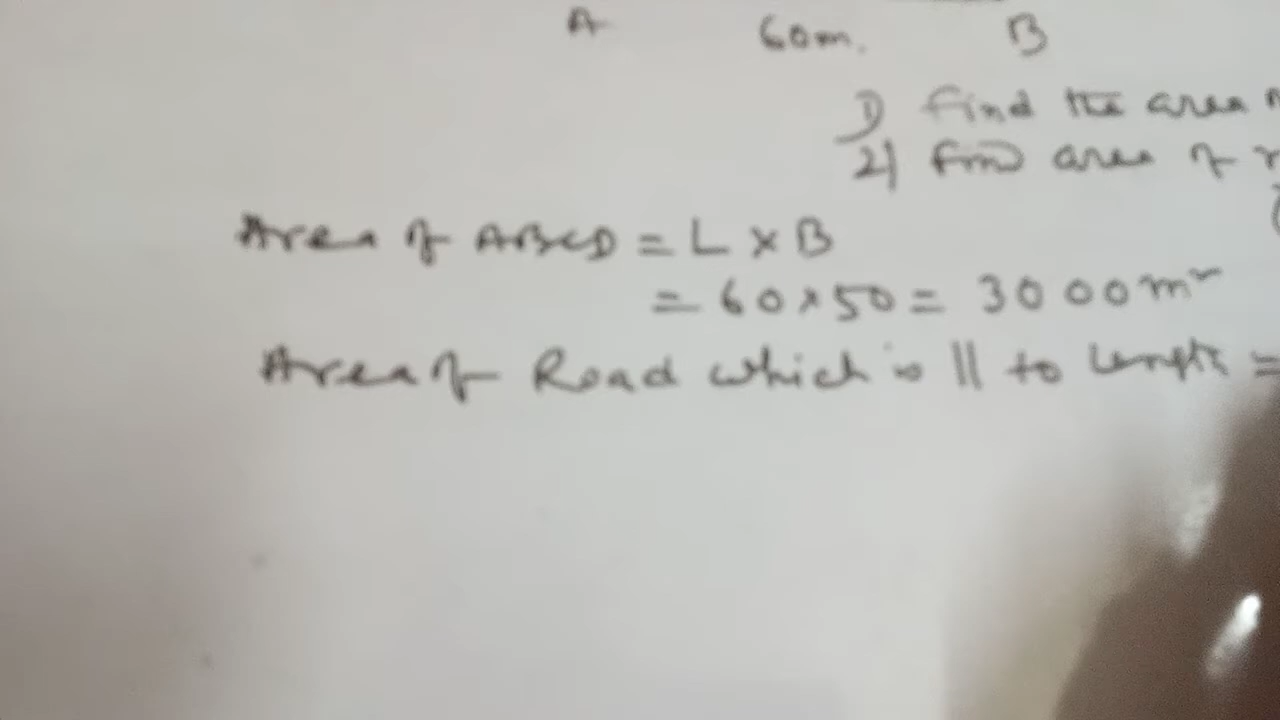 A 60m. B
1) Find the area
2) Find area of
Area of ABCD = L × B
= 60×50 = 3000m²
Area of Road which is || to length =